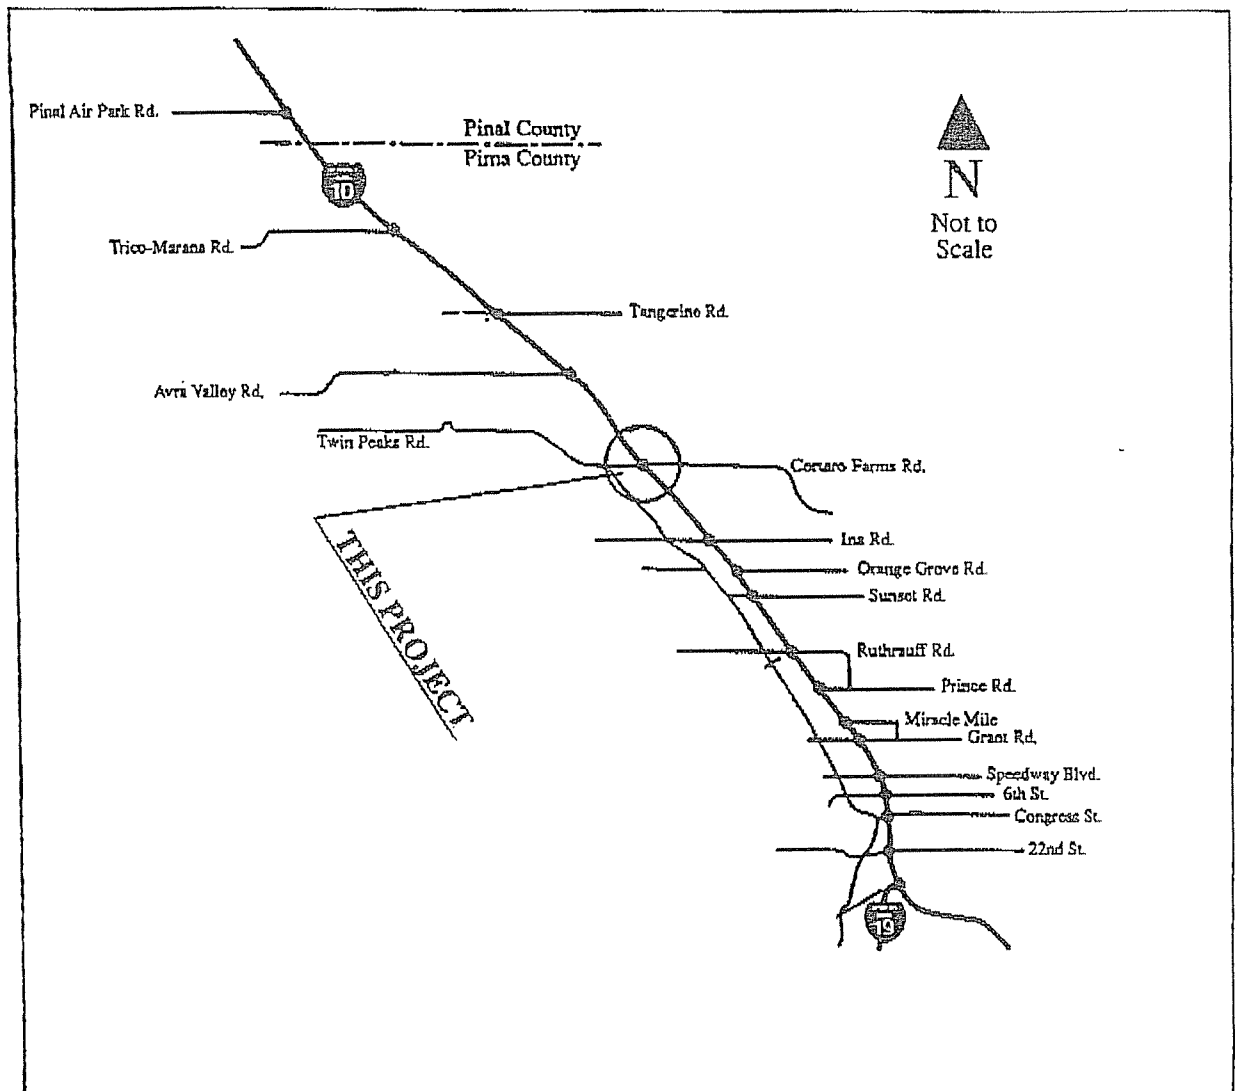 Pinal Air Park Rd.
Pinal County
Pima County
10
N
Not to
Scale
Trico-Marana Rd.
Tangerine Rd.
Avra Valley Rd.
Twin Peaks Rd.
Cortaro Farms Rd.
THIS PROJECT
Ina Rd.
Orange Grove Rd.
Sunset Rd.
Ruthrauff Rd.
Prince Rd.
Miracle Mile
Grant Rd.
Speedway Blvd.
6th St.
Congress St.
22nd St.
19